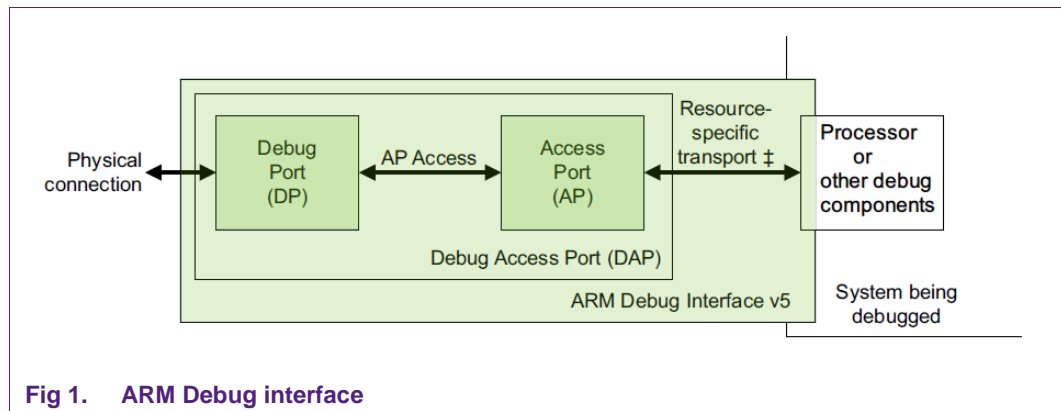 Physical
connection
Debug
Port
(DP)
AP Access
Access
Port
(AP)
Resource-
specific
transport ‡
Processor
or
other debug
components
Debug Access Port (DAP)
ARM Debug Interface v5
System being
debugged
Fig 1. ARM Debug interface